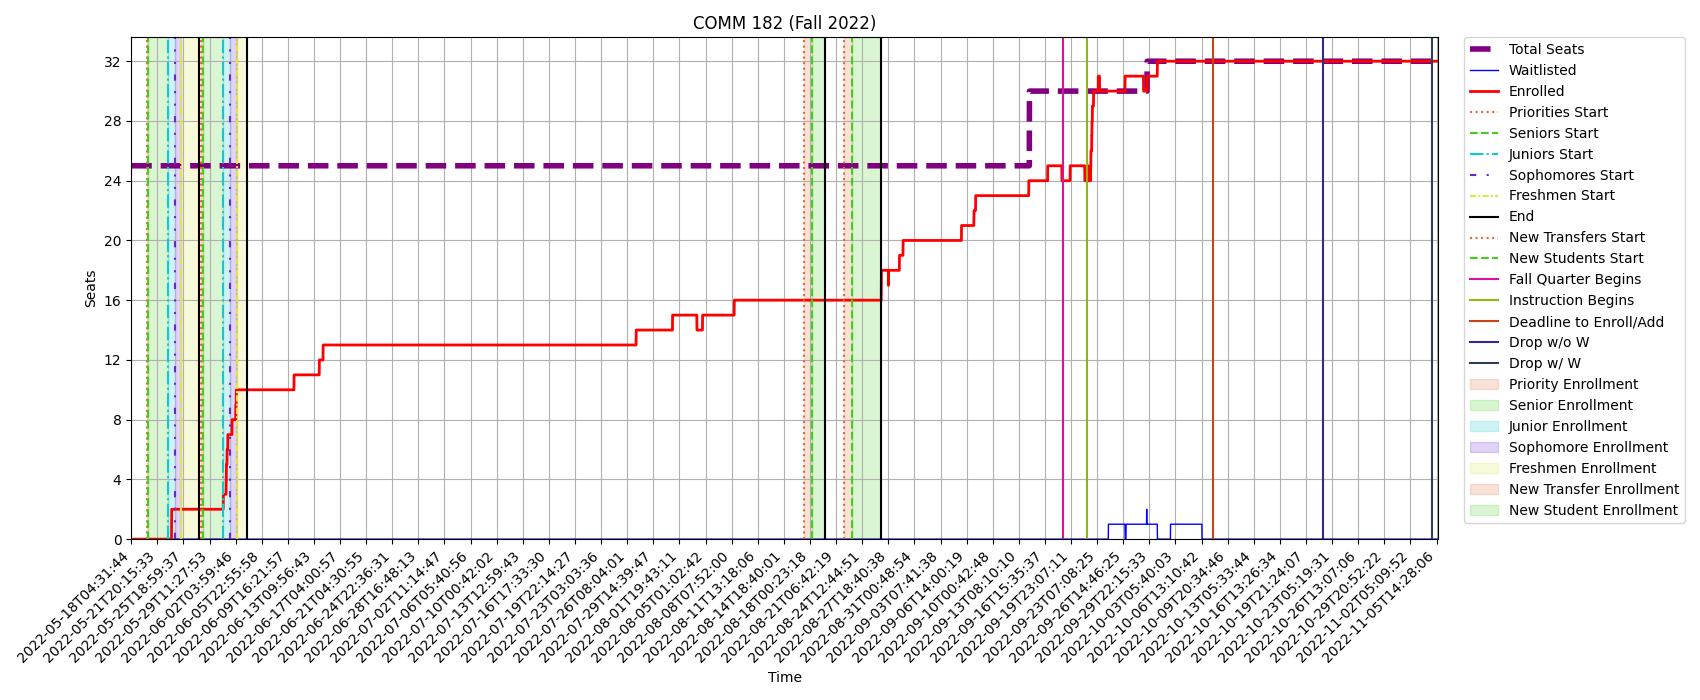 COMM 182 (Fall 2022)
Seats
32
28
24
20
16
12
8
4
0
2022-05-18T04:31:44
2022-05-21T20:15:33
2022-05-25T18:59:37
2022-05-29T11:27:53
2022-06-02T03:59:46
2022-06-05T22:55:58
2022-06-09T16:21:57
2022-06-13T09:56:43
2022-06-17T04:00:57
2022-06-21T04:30:55
2022-06-24T22:36:31
2022-06-28T16:48:13
2022-07-02T11:14:47
2022-07-06T05:40:56
2022-07-10T00:42:02
2022-07-13T12:59:43
2022-07-16T17:33:30
2022-07-19T22:14:27
2022-07-23T03:03:36
2022-07-26T08:04:01
2022-07-29T14:39:47
2022-08-01T19:43:11
2022-08-05T01:02:42
2022-08-08T07:52:00
2022-08-11T13:18:06
2022-08-14T18:40:01
2022-08-18T00:23:18
2022-08-21T06:42:19
2022-08-24T12:44:51
2022-08-27T18:40:38
2022-08-31T00:48:54
2022-09-03T07:41:38
2022-09-06T14:00:19
2022-09-10T00:42:48
2022-09-13T08:10:10
2022-09-16T15:35:37
2022-09-19T23:07:11
2022-09-23T07:08:25
2022-09-26T14:46:25
2022-09-29T22:15:33
2022-10-03T05:40:03
2022-10-06T13:10:42
2022-10-09T20:34:46
2022-10-13T05:33:44
2022-10-16T13:26:34
2022-10-19T21:24:07
2022-10-23T05:19:31
2022-10-26T13:07:06
2022-10-29T20:52:22
2022-11-02T05:09:52
2022-11-05T14:28:06
Time
Total Seats
Waitlisted
Enrolled
Priorities Start
Seniors Start
Juniors Start
Sophomores Start
Freshmen Start
End
New Transfers Start
New Students Start
Fall Quarter Begins
Instruction Begins
Deadline to Enroll/Add
Drop w/o W
Drop w/ W
Priority Enrollment
Senior Enrollment
Junior Enrollment
Sophomore Enrollment
Freshmen Enrollment
New Transfer Enrollment
New Student Enrollment